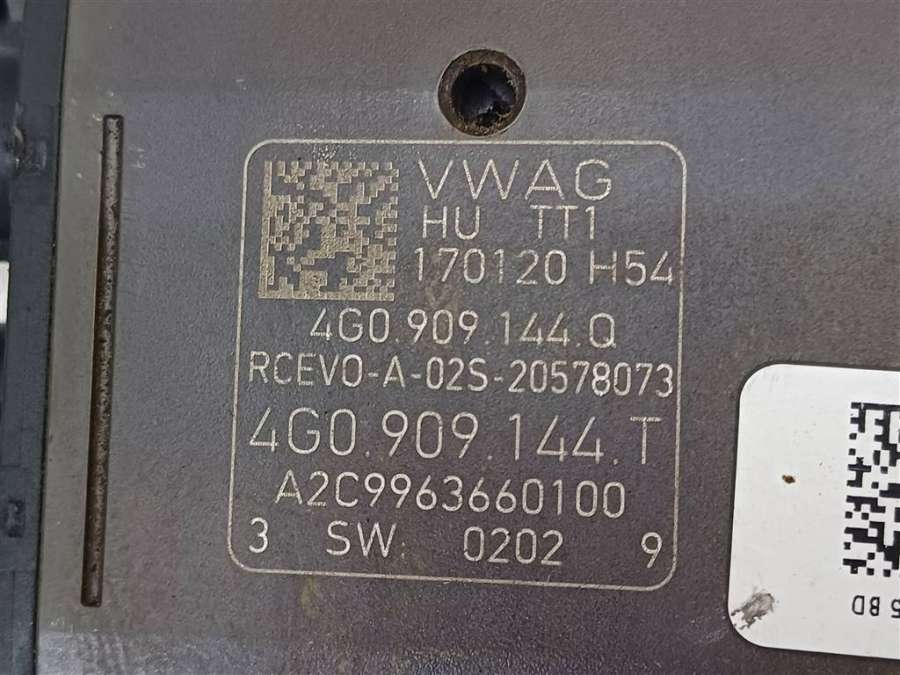 VWAG
HU TT1
170120 H54
4G0.909.144.Q
RCEVO-A-02S-20578073
4G0.909.144.T
A2C9963660100
3 SW: 0202 9
BD